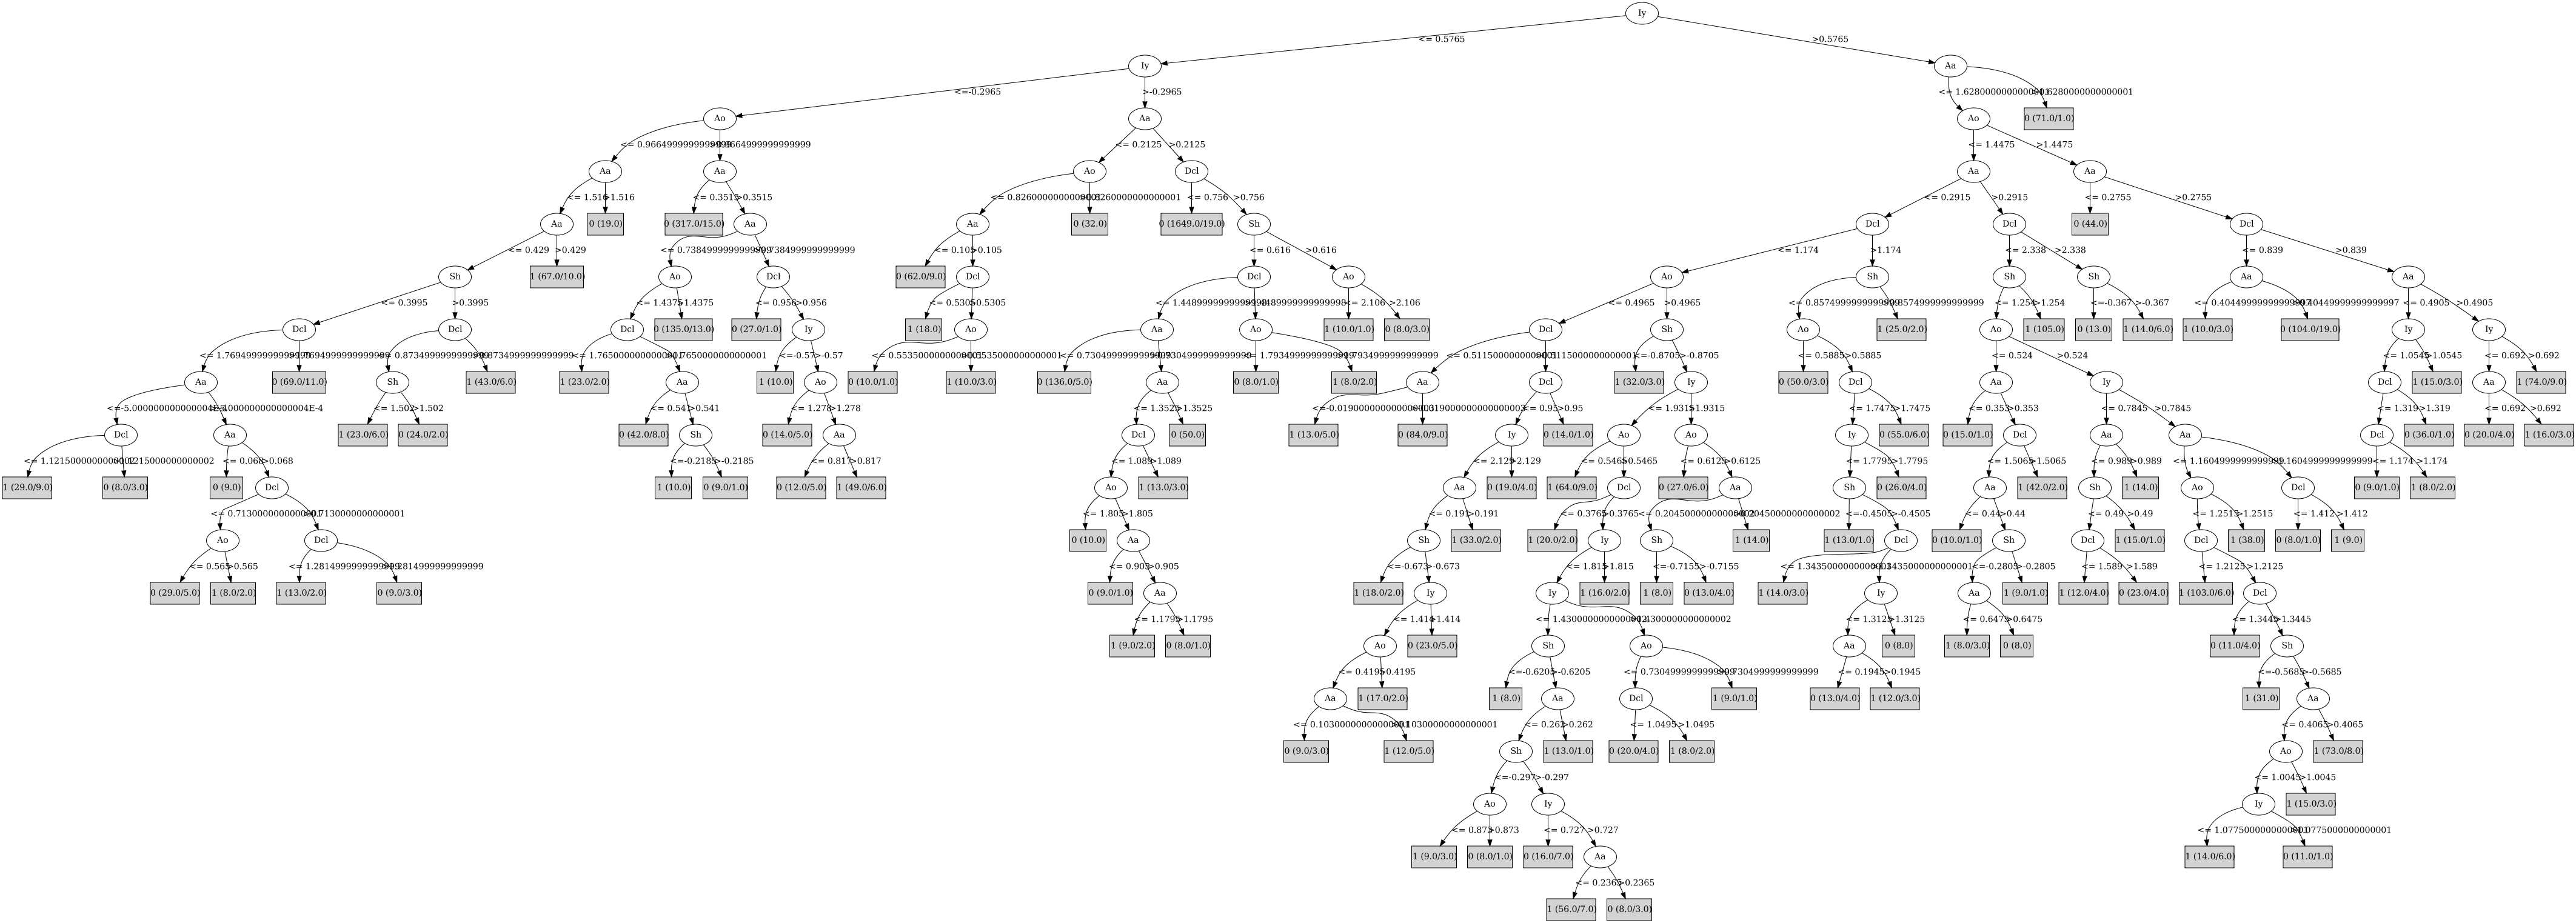 Iy
<= 0.5765 >0.5765
Iy Aa
<=-0.2965 >-0.2965 <= 1.6280000000000001 >1.6280000000000001
Ao Aa Ao 0 (71.0/1.0)
<= 0.9664999999999999 >0.9664999999999999 <= 0.2125 >0.2125 <= 1.4475 >1.4475
Aa Aa Ao Dcl Aa Aa
<= 1.516 >1.516 <= 0.3515 >0.3515 <= 0.8260000000000001 >0.8260000000000001 <= 0.756 >0.756 <= 0.2915 >0.2915 <= 0.2755 >0.2755
Aa 0 (19.0) 0 (317.0/15.0) Aa Aa 0 (32.0) 0 (1649.0/19.0) Sh Dcl Dcl 0 (44.0) Dcl
<= 0.429 >0.429 <= 0.7384999999999999 >0.7384999999999999 <= 0.105 >0.105 <= 0.616 >0.616 <= 1.174 >1.174 <= 2.338 >2.338 <= 0.839 >0.839
Sh 1 (67.0/10.0) Ao Dcl 0 (62.0/9.0) Dcl Dcl Ao Ao Sh Sh Sh Aa Aa
<= 0.3995 >0.3995 <= 1.4375 >1.4375 <= 0.956 >0.956 <= 0.5305 >0.5305 <= 1.4489999999999998 >1.4489999999999998 <= 2.106 >2.106 <= 0.4965 >0.4965 <= 0.8574999999999999 >0.8574999999999999 <= 1.254 >1.254 <=-0.367 >-0.367 <= 0.40449999999999997 >0.40449999999999997 <= 0.4905 >0.4905
Dcl Dcl Dcl 0 (135.0/13.0) 0 (27.0/1.0) Iy 1 (18.0) Ao Aa Ao 1 (10.0/1.0) 0 (8.0/3.0) Dcl Sh Ao 1 (25.0/2.0) Ao 1 (105.0) 0 (13.0) 1 (14.0/6.0) 1 (10.0/3.0) 0 (104.0/19.0) Iy Iy
<= 1.7694999999999999 >1.7694999999999999 <= 0.8734999999999999 >0.8734999999999999 <= 1.7650000000000001 >1.7650000000000001 <=-0.57 >-0.57 <= 0.5535000000000001 >0.5535000000000001 <= 0.7304999999999999 >0.7304999999999999 <= 1.7934999999999999 >1.7934999999999999 <= 0.5115000000000001 >0.5115000000000001 <=-0.8705 >-0.8705 <= 0.5885 >0.5885 <= 0.524 >0.524 <= 1.0545 >1.0545 <= 0.692 >0.692
Aa 0 (69.0/11.0) Sh 1 (43.0/6.0) 1 (23.0/2.0) Aa 1 (10.0) Ao 0 (10.0/1.0) 1 (10.0/3.0) 0 (136.0/5.0) Aa 0 (8.0/1.0) 1 (8.0/2.0) Aa Dcl 1 (32.0/3.0) Iy 0 (50.0/3.0) Dcl Aa Iy Dcl 1 (15.0/3.0) Aa 1 (74.0/9.0)
<=-5.000000000000004E-4 >-5.000000000000004E-4 <= 1.502 >1.502 <= 0.541 >0.541 <= 1.278 >1.278 <= 1.3525 >1.3525 <=-0.019000000000000003 >-0.019000000000000003 <= 0.95 >0.95 <= 1.9315 >1.9315 <= 1.7475 >1.7475 <= 0.353 >0.353 <= 0.7845 >0.7845 <= 1.319 >1.319 <= 0.692 >0.692
Dcl Aa 1 (23.0/6.0) 0 (24.0/2.0) 0 (42.0/8.0) Sh 0 (14.0/5.0) Aa Dcl 0 (50.0) 1 (13.0/5.0) 0 (84.0/9.0) Iy 0 (14.0/1.0) Ao Ao Iy 0 (55.0/6.0) 0 (15.0/1.0) Dcl Aa Aa Dcl 0 (36.0/1.0) 0 (20.0/4.0) 1 (16.0/3.0)
<= 1.1215000000000002 >1.1215000000000002 <= 0.068 >0.068 <=-0.2185 >-0.2185 <= 0.817 >0.817 <= 1.089 >1.089 <= 2.129 >2.129 <= 0.5465 >0.5465 <= 0.6125 >0.6125 <= 1.7795 >1.7795 <= 1.5065 >1.5065 <= 0.989 >0.989 <= 1.1604999999999999 >1.1604999999999999 <= 1.174 >1.174
1 (29.0/9.0) 0 (8.0/3.0) 0 (9.0) Dcl 1 (10.0) 0 (9.0/1.0) 0 (12.0/5.0) 1 (49.0/6.0) Ao 1 (13.0/3.0) Aa 0 (19.0/4.0) 1 (64.0/9.0) Dcl 0 (27.0/6.0) Aa Sh 0 (26.0/4.0) Aa 1 (42.0/2.0) Sh 1 (14.0) Ao Dcl 0 (9.0/1.0) 1 (8.0/2.0)
<= 0.7130000000000001 >0.7130000000000001 <= 1.805 >1.805 <= 0.191 >0.191 <= 0.3765 >0.3765 <= 0.20450000000000002 >0.20450000000000002 <=-0.4505 >-0.4505 <= 0.44 >0.44 <= 0.49 >0.49 <= 1.2515 >1.2515 <= 1.412 >1.412
Ao Dcl 0 (10.0) Aa Sh 1 (33.0/2.0) 1 (20.0/2.0) Iy Sh 1 (14.0) 1 (13.0/1.0) Dcl 0 (10.0/1.0) Sh Dcl 1 (15.0/1.0) Dcl 1 (38.0) 0 (8.0/1.0) 1 (9.0)
<= 0.565 >0.565 <= 1.2814999999999999 >1.2814999999999999 <= 0.905 >0.905 <=-0.673 >-0.673 <= 1.815 >1.815 <=-0.7155 >-0.7155 <= 1.3435000000000001 >1.3435000000000001 <=-0.2805 >-0.2805 <= 1.589 >1.589 <= 1.2125 >1.2125
0 (29.0/5.0) 1 (8.0/2.0) 1 (13.0/2.0) 0 (9.0/3.0) 0 (9.0/1.0) Aa 1 (18.0/2.0) Iy Iy 1 (16.0/2.0) 1 (8.0) 0 (13.0/4.0) 1 (14.0/3.0) Iy Aa 1 (9.0/1.0) 1 (12.0/4.0) 0 (23.0/4.0) 1 (103.0/6.0) Dcl
<= 1.1795 >1.1795 <= 1.414 >1.414 <= 1.4300000000000002 >1.4300000000000002 <= 1.3125 >1.3125 <= 0.6475 >0.6475 <= 1.3445 >1.3445
1 (9.0/2.0) 0 (8.0/1.0) Ao 0 (23.0/5.0) Sh Ao Aa 0 (8.0) 1 (8.0/3.0) 0 (8.0) 0 (11.0/4.0) Sh
<= 0.4195 >0.4195 <=-0.6205 >-0.6205 <= 0.7304999999999999 >0.7304999999999999 <= 0.1945 >0.1945 <=-0.5685 >-0.5685
Aa 1 (17.0/2.0) 1 (8.0) Aa Dcl 1 (9.0/1.0) 0 (13.0/4.0) 1 (12.0/3.0) 1 (31.0) Aa
<= 0.10300000000000001 >0.10300000000000001 <= 0.262 >0.262 <= 1.0495 >1.0495 <= 0.4065 >0.4065
0 (9.0/3.0) 1 (12.0/5.0) Sh 1 (13.0/1.0) 0 (20.0/4.0) 1 (8.0/2.0) Ao 1 (73.0/8.0)
<=-0.297 >-0.297 <= 1.0045 >1.0045
Ao Iy Iy 1 (15.0/3.0)
<= 0.873 >0.873 <= 0.727 >0.727 <= 1.0775000000000001 >1.0775000000000001
1 (9.0/3.0) 0 (8.0/1.0) 0 (16.0/7.0) Aa 1 (14.0/6.0) 0 (11.0/1.0)
<= 0.2365 >0.2365
1 (56.0/7.0) 0 (8.0/3.0)